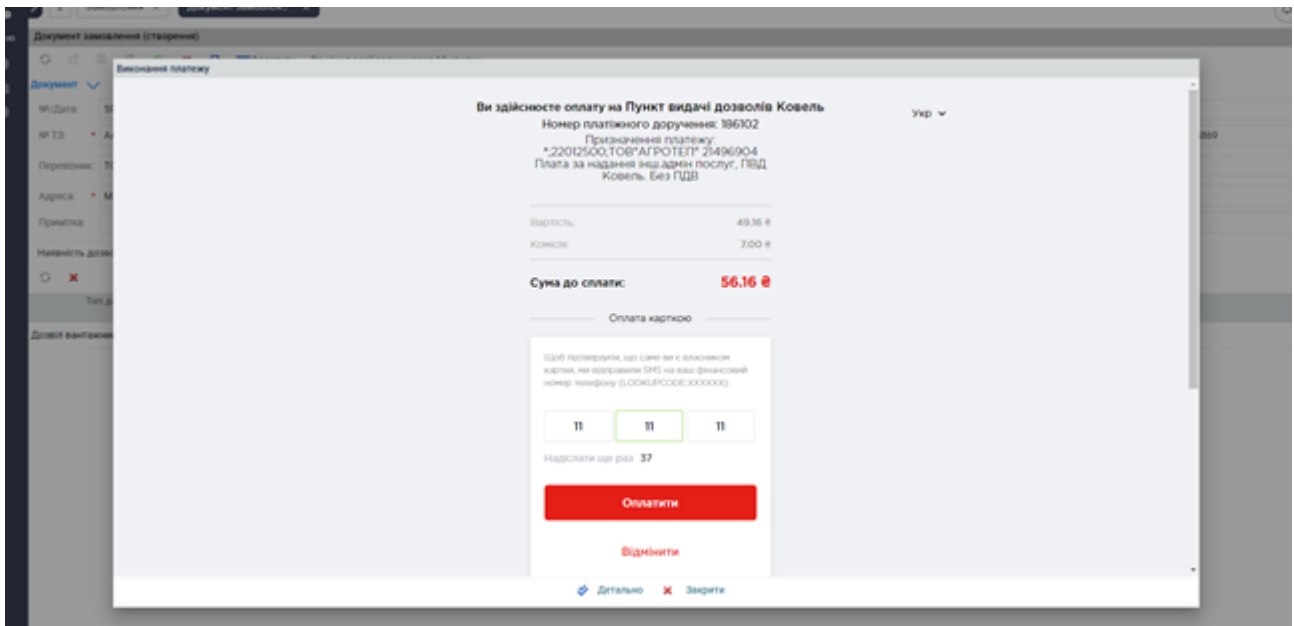 Документ замовлення (створення)
Виконання платежу
Документ
№/Дата:
№ ТЗ: *
Перевізник:
Адреса: *
Примітка:
Наявність
Тип
Дозвіл
Ви здійснюєте оплату на Пункт видачі дозволів Ковель
Укр
Номер платіжного доручення: 186102
Призначення платежу:
*;22012500;ТОВ"АГРОТЕП" 21496904
Плата за надання інш.адмін послуг, ПВД
Ковель. Без ПДВ
Вартість: 49.16 ₴
Комісія: 7.00 ₴
Сума до сплати: 56.16 ₴
Оплата карткою
Щоб підтвердити, що саме ви є власником
картки, ми відправили SMS на ваш фінансовий
номер телефону (LOOKUPCODE:XXXXXX)
11 11 11
Надіслати ще раз 37
Оплатити
Відмінити
Детально Закрити